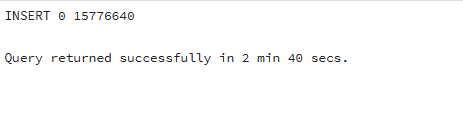 INSERT 0 15776640
Query returned successfully in 2 min 40 secs.